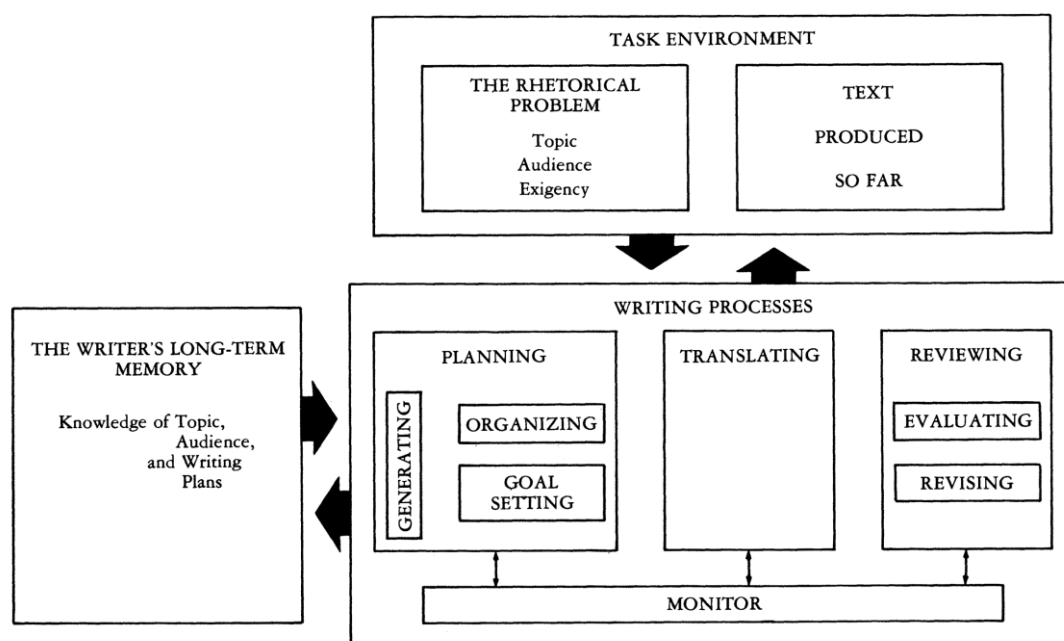 TASK ENVIRONMENT
THE RHETORICAL
PROBLEM
Topic
Audience
Exigency
TEXT
PRODUCED
SO FAR
THE WRITER'S LONG-TERM
MEMORY
Knowledge of Topic,
Audience,
and Writing
Plans
WRITING PROCESSES
PLANNING
GENERATING
ORGANIZING
GOAL
SETTING
TRANSLATING
REVIEWING
EVALUATING
REVISING
MONITOR